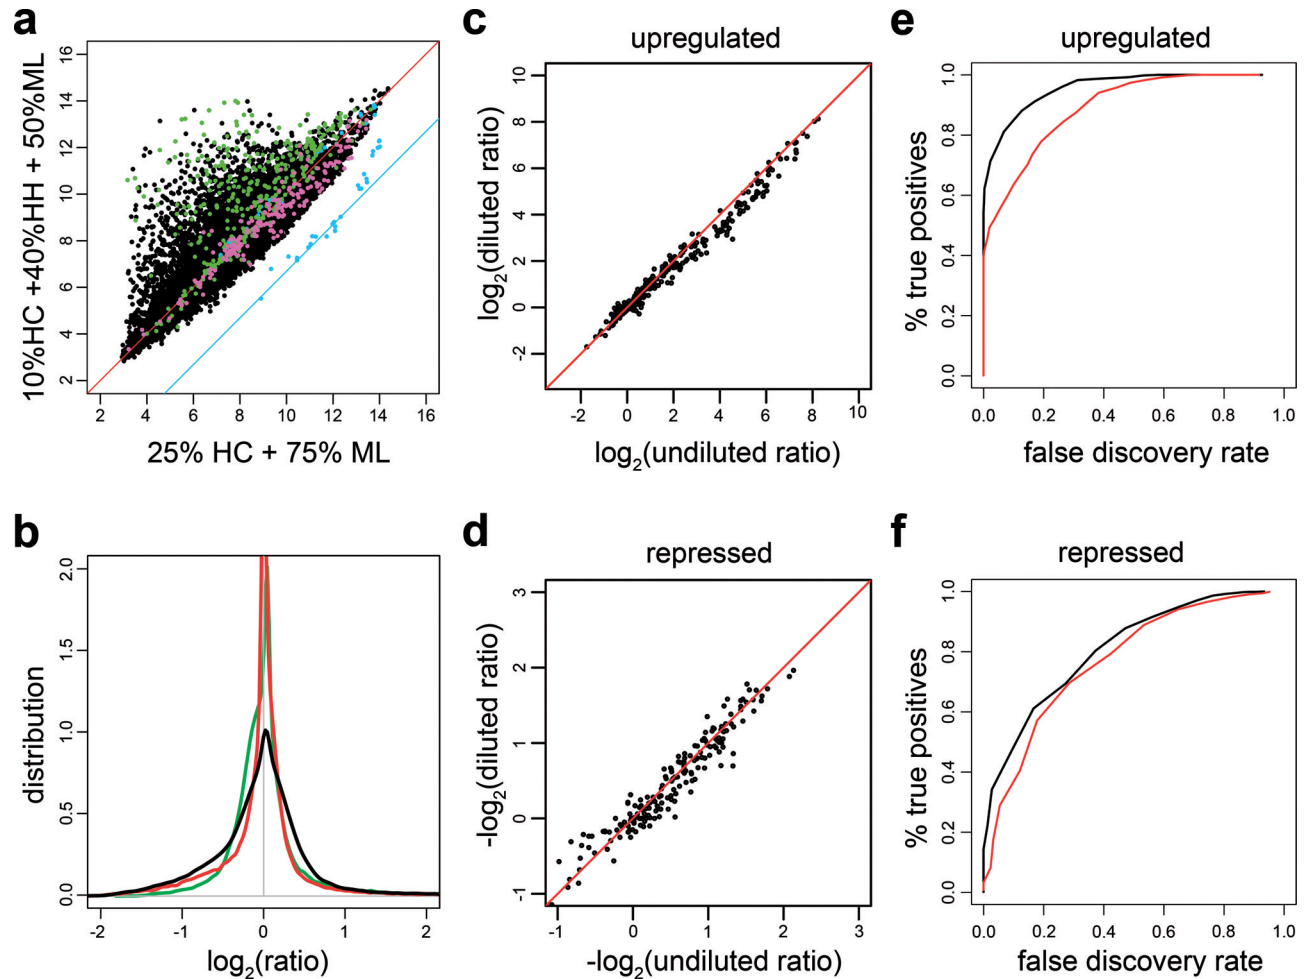 a
10%HC +40%HH + 50%ML
16
14
12
10
8
6
4
2
2 4 6 8 10 12 14 16
25% HC + 75% ML
b
distribution
2.0
1.5
1.0
0.5
0.0
-2 -1 0 1 2
log2(ratio)
c
upregulated
log2(diluted ratio)
10
8
6
4
2
0
-2
-2 0 2 4 6 8 10
log2(undiluted ratio)
d
repressed
-log2(diluted ratio)
3
2
1
0
-1
-1 0 1 2 3
-log2(undiluted ratio)
e
upregulated
% true positives
1.0
0.8
0.6
0.4
0.2
0.0
0.0 0.2 0.4 0.6 0.8 1.0
false discovery rate
f
repressed
% true positives
1.0
0.8
0.6
0.4
0.2
0.0
0.0 0.2 0.4 0.6 0.8 1.0
false discovery rate